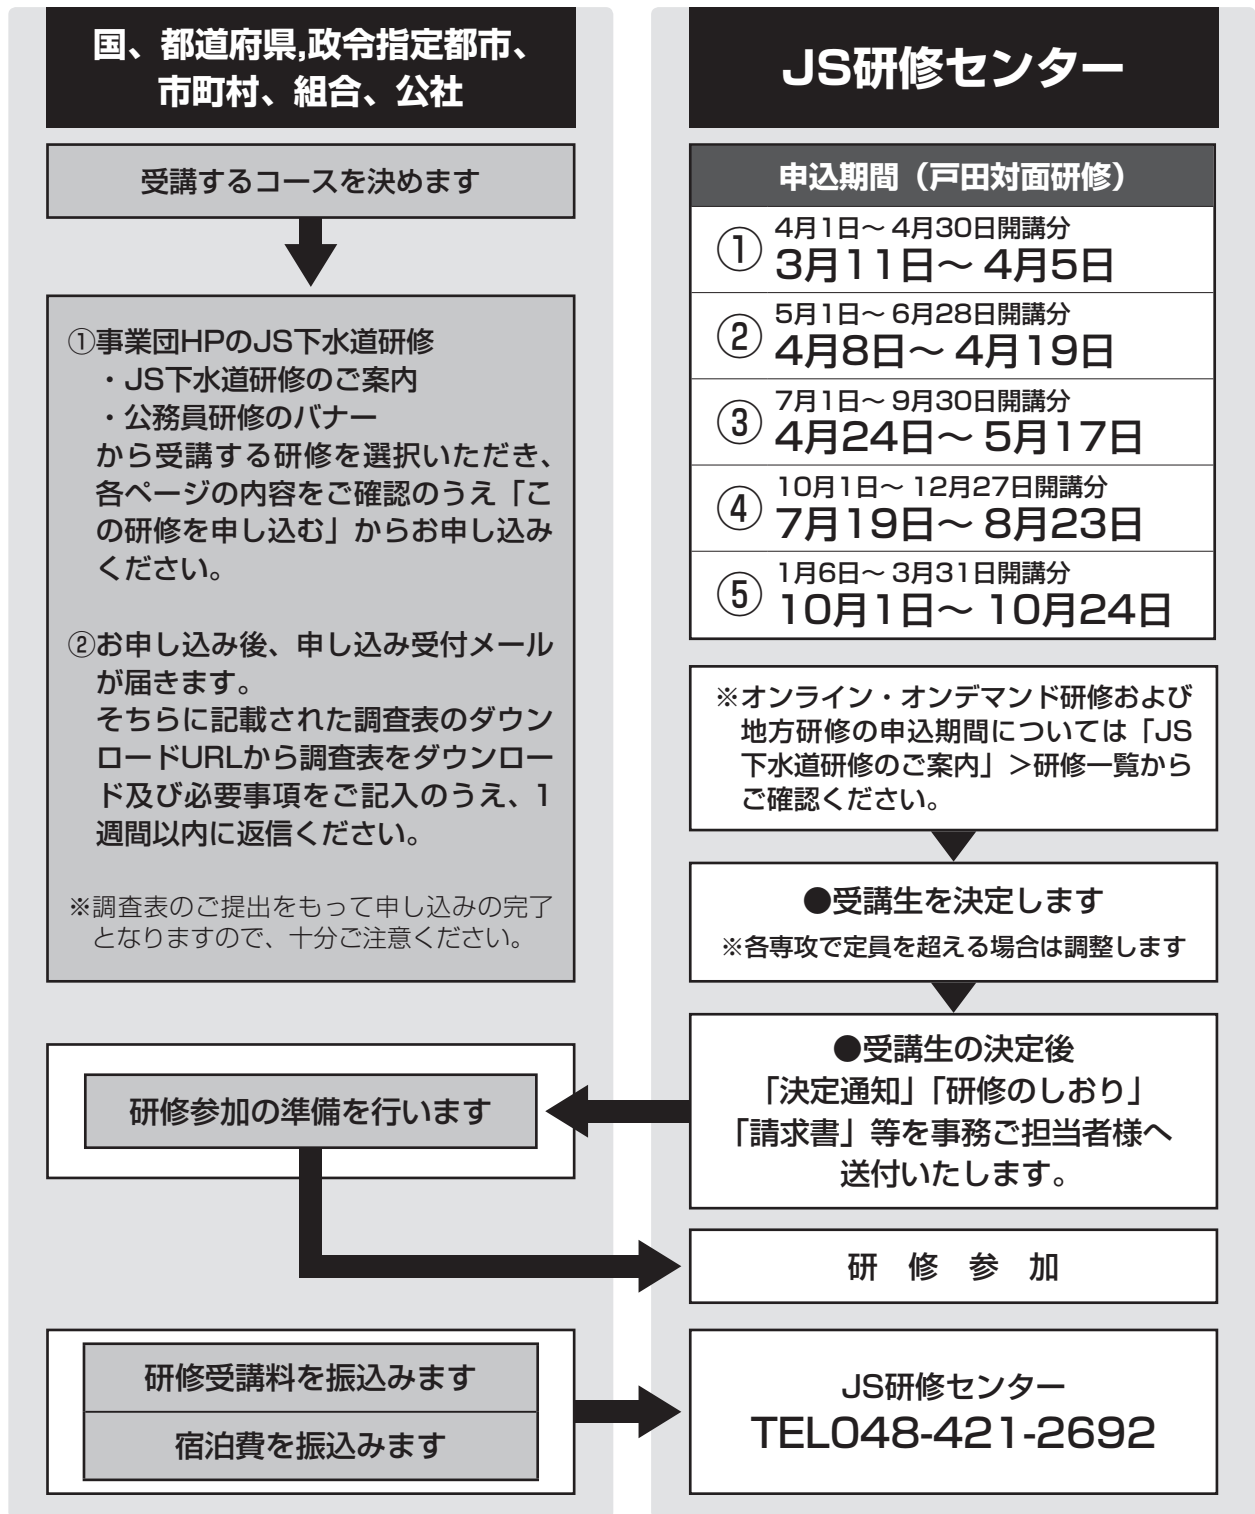 国、都道府県,政令指定都市、
市町村、組合、公社
受講するコースを決めます
①事業団HPのJS下水道研修
・JS下水道研修のご案内
・公務員研修のバナー
から受講する研修を選択いただき、
各ページの内容をご確認のうえ「こ
の研修を申し込む」からお申し込み
ください。
②お申し込み後、申し込み受付メール
が届きます。
そちらに記載された調査表のダウン
ロードURLから調査表をダウンロー
ド及び必要事項をご記入のうえ、1
週間以内に返信ください。
※調査表のご提出をもって申し込みの完了
となりますので、十分ご注意ください。
研修参加の準備を行います
研修受講料を振込みます
宿泊費を振込みます
JS研修センター
申込期間（戸田対面研修）
① 4月1日～ 4月30日開講分
3月11日～ 4月5日
② 5月1日～ 6月28日開講分
4月8日～ 4月19日
③ 7月1日～ 9月30日開講分
4月24日～ 5月17日
④ 10月1日～ 12月27日開講分
7月19日～ 8月23日
⑤ 1月6日～ 3月31日開講分
10月1日～ 10月24日
※オンライン・オンデマンド研修および
地方研修の申込期間については「JS
下水道研修のご案内」＞研修一覧から
ご確認ください。
●受講生を決定します
※各専攻で定員を超える場合は調整します
●受講生の決定後
「決定通知」「研修のしおり」
「請求書」等を事務ご担当者様へ
送付いたします。
研 修 参 加
JS研修センター
TEL048-421-2692